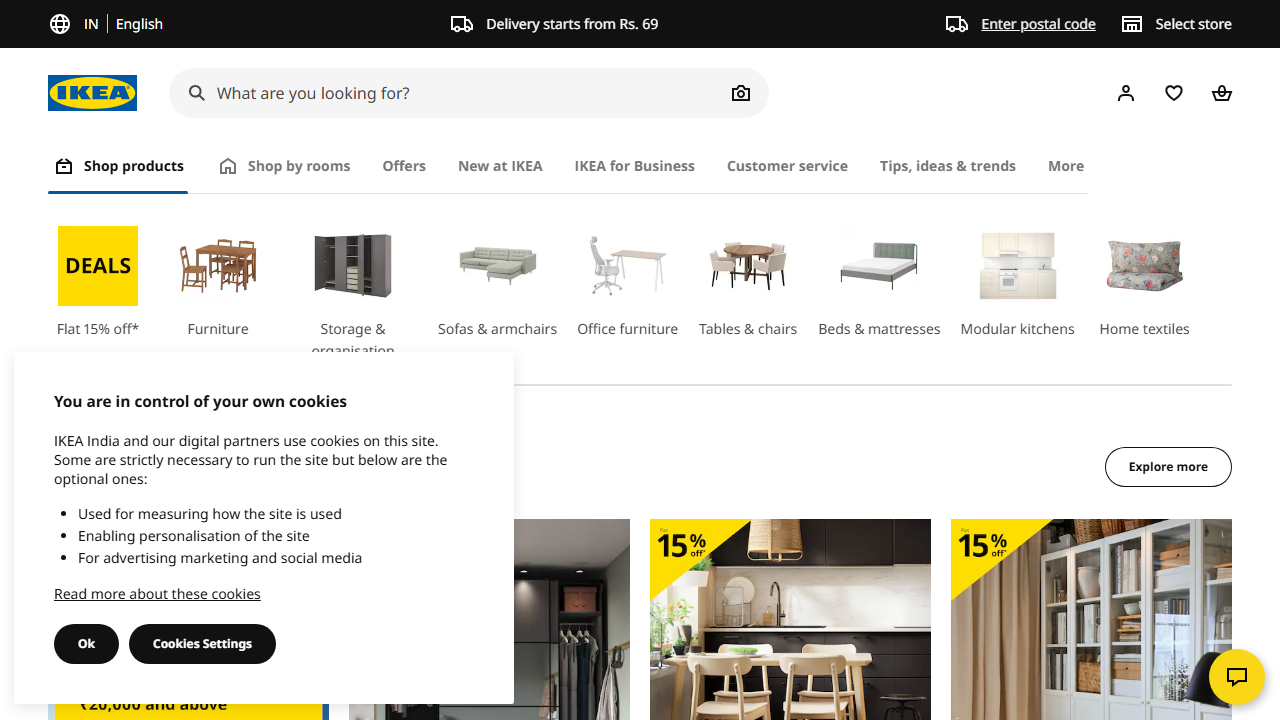 IN English
Delivery starts from Rs. 69
Enter postal code
Select store
IKEA
What are you looking for?
Shop products
Shop by rooms
Offers
New at IKEA
IKEA for Business
Customer service
Tips, ideas & trends
More
DEALS
Flat 15% off*
Furniture
Storage &
organisation
Sofas & armchairs
Office furniture
Tables & chairs
Beds & mattresses
Modular kitchens
Home textiles
You are in control of your own cookies
IKEA India and our digital partners use cookies on this site.
Some are strictly necessary to run the site but below are the
optional ones:
Used for measuring how the site is used
Enabling personalisation of the site
For advertising marketing and social media
Read more about these cookies
Ok
Cookies Settings
Explore more
Flat
15% off*
Flat
15% off*
₹20,000 and above